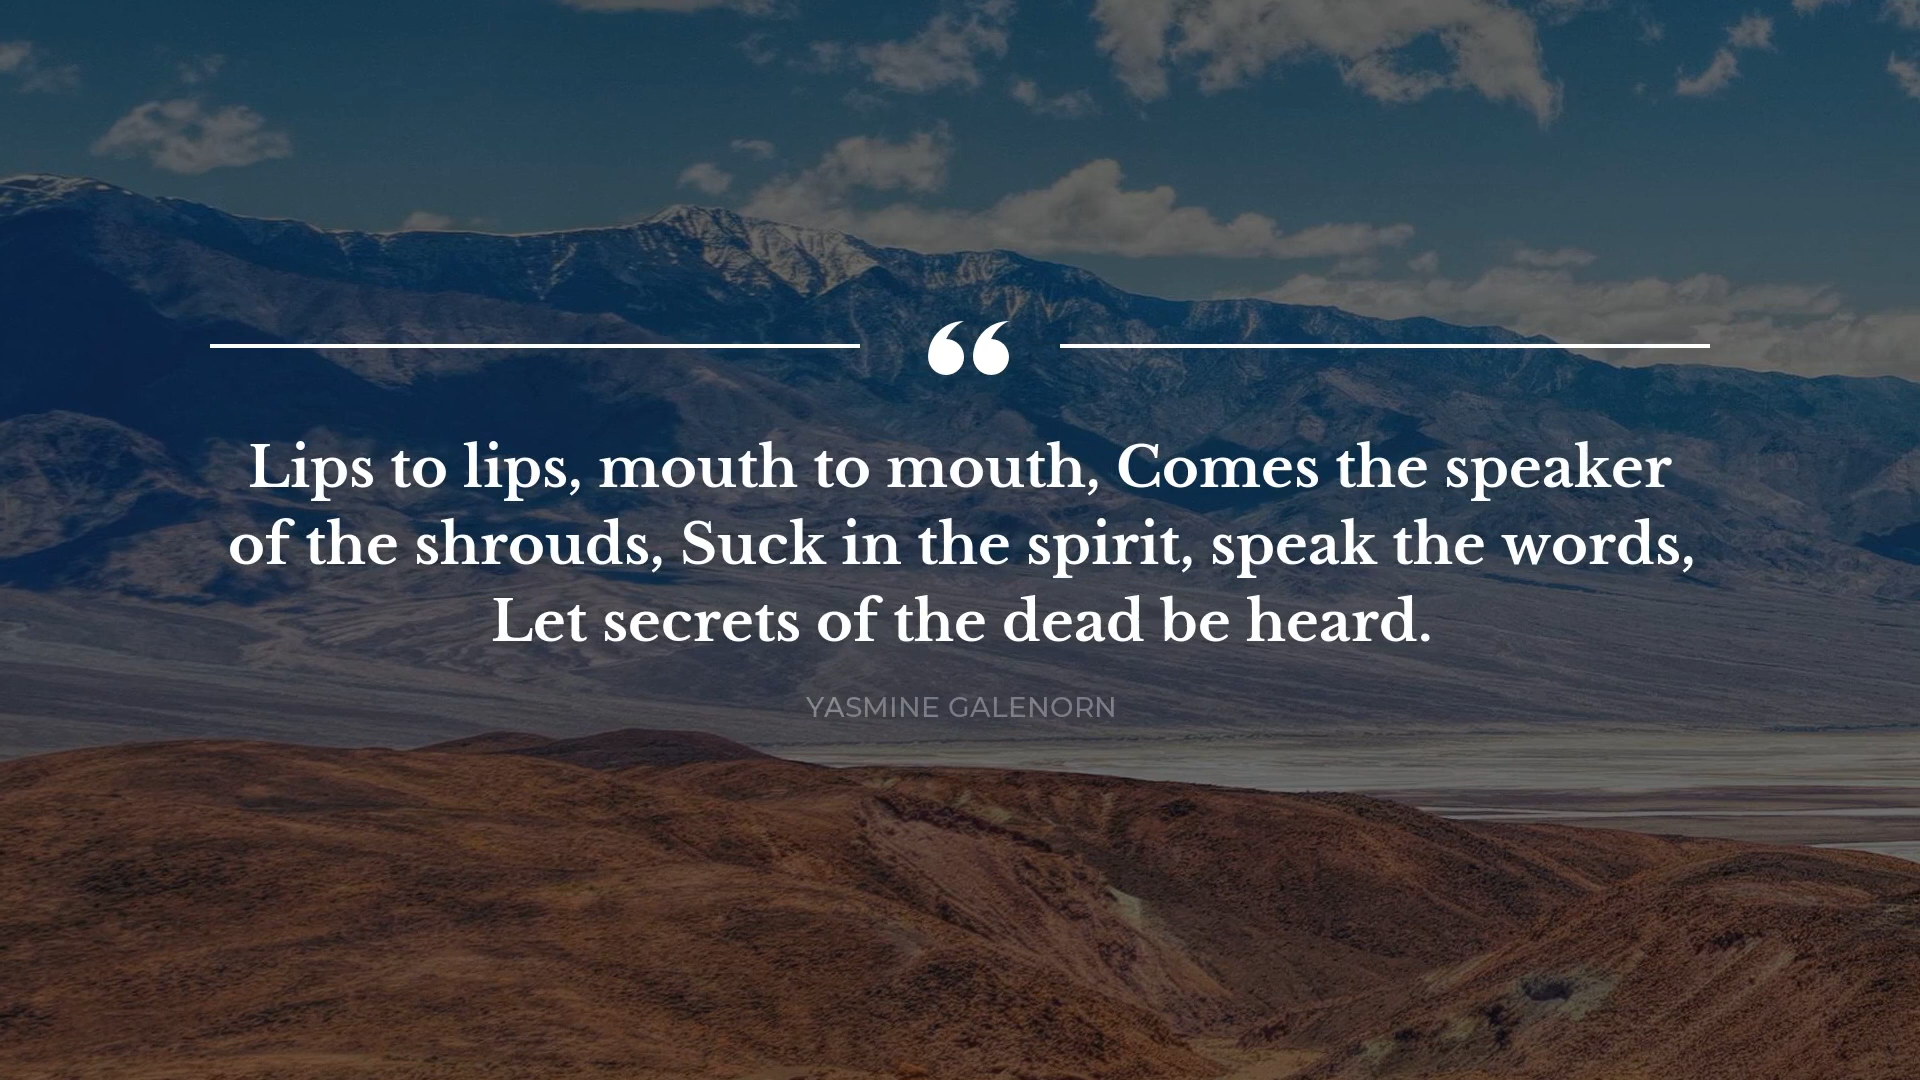 “
Lips to lips, mouth to mouth, Comes the speaker
of the shrouds, Suck in the spirit, speak the words,
Let secrets of the dead be heard.
YASMINE GALENORN